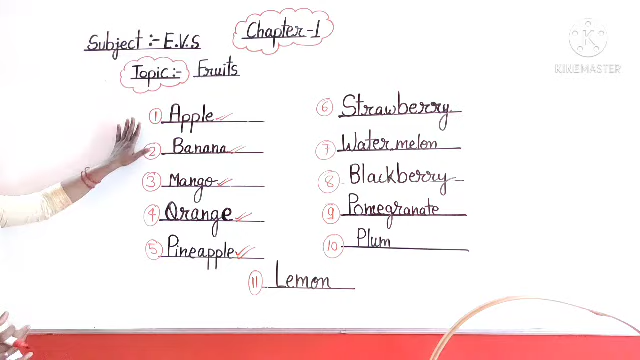 Chapter-1
Subject :- E.V.S
Topic :- Fruits
① Apple
② Banana
③ Mango
④ Orange
⑤ Pineapple
⑥ Strawberry
⑦ Water melon
⑧ Blackberry
⑨ Pomegranate
⑩ Plum
⑪ Lemon
KINEMASTER